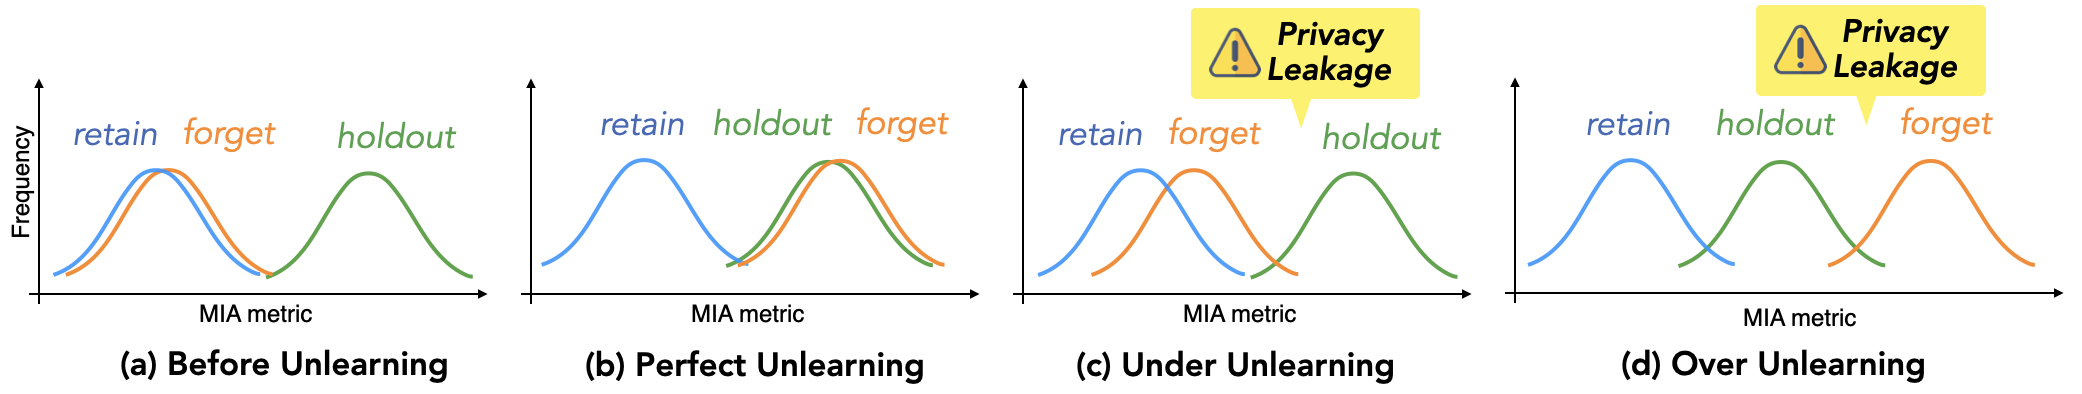 Frequency
retain forget holdout
MIA metric
(a) Before Unlearning
retain holdout forget
MIA metric
(b) Perfect Unlearning
Privacy
Leakage
retain forget holdout
MIA metric
(c) Under Unlearning
Privacy
Leakage
retain holdout forget
MIA metric
(d) Over Unlearning